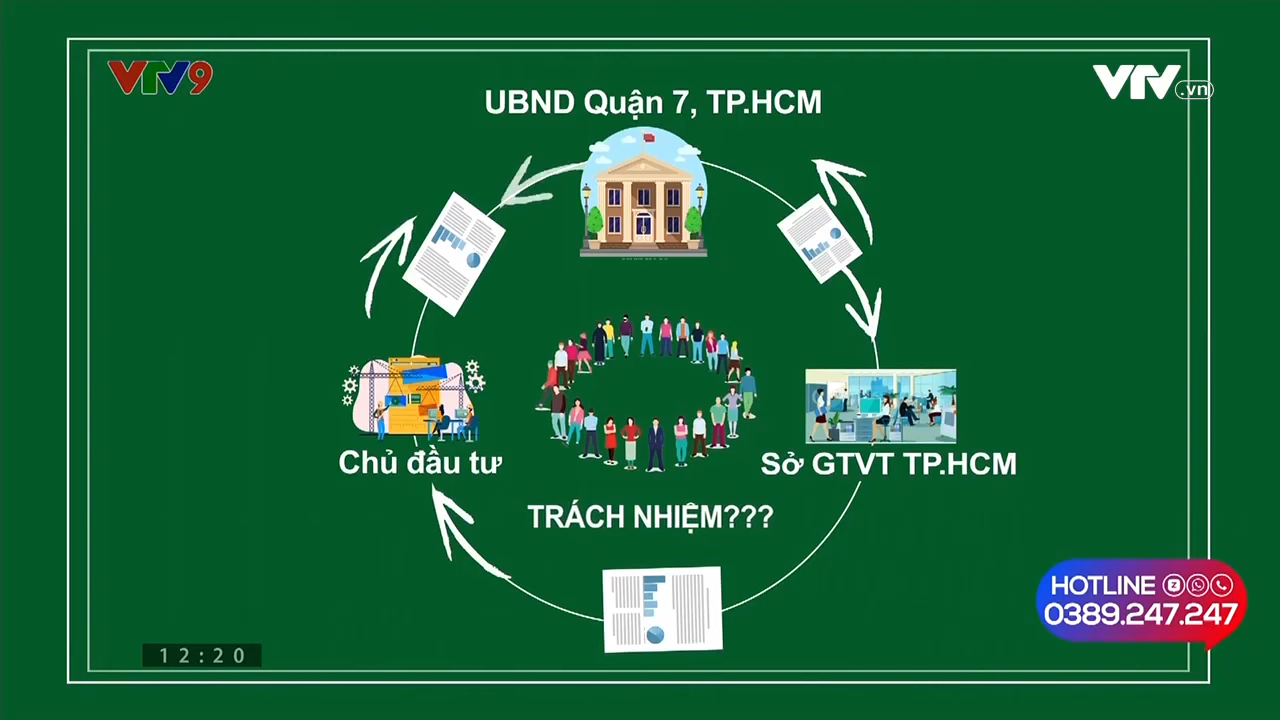 VTV9
VTV.vn
UBND Quận 7, TP.HCM
Chủ đầu tư
Sở GTVT TP.HCM
TRÁCH NHIỆM???
HOTLINE
0389.247.247
12:20